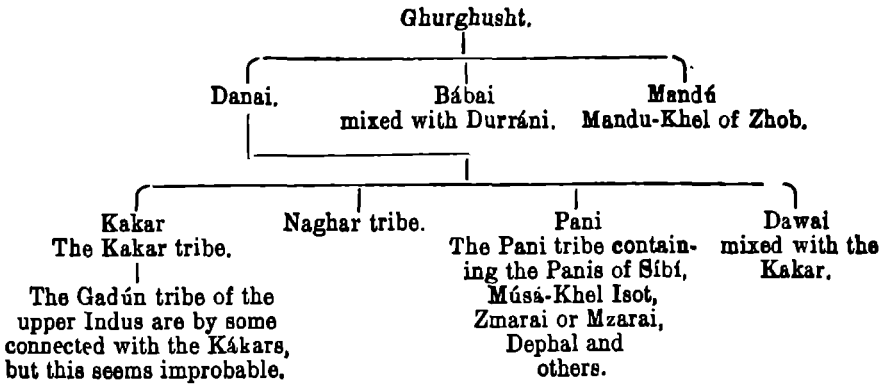 Ghurghusht.
Danai.
Bábai
mixed with Durráni.
Mandú
Mandu-Khel of Zhob.
Kakar
The Kakar tribe.
The Gadún tribe of the
upper Indus are by some
connected with the Kákars,
but this seems improbable.
Naghar tribe.
Pani
The Pani tribe contain-
ing the Panis of Síbí,
Músá-Khel Isot,
Zmarai or Mzarai,
Dephal and
others.
Dawai
mixed with the
Kakar.